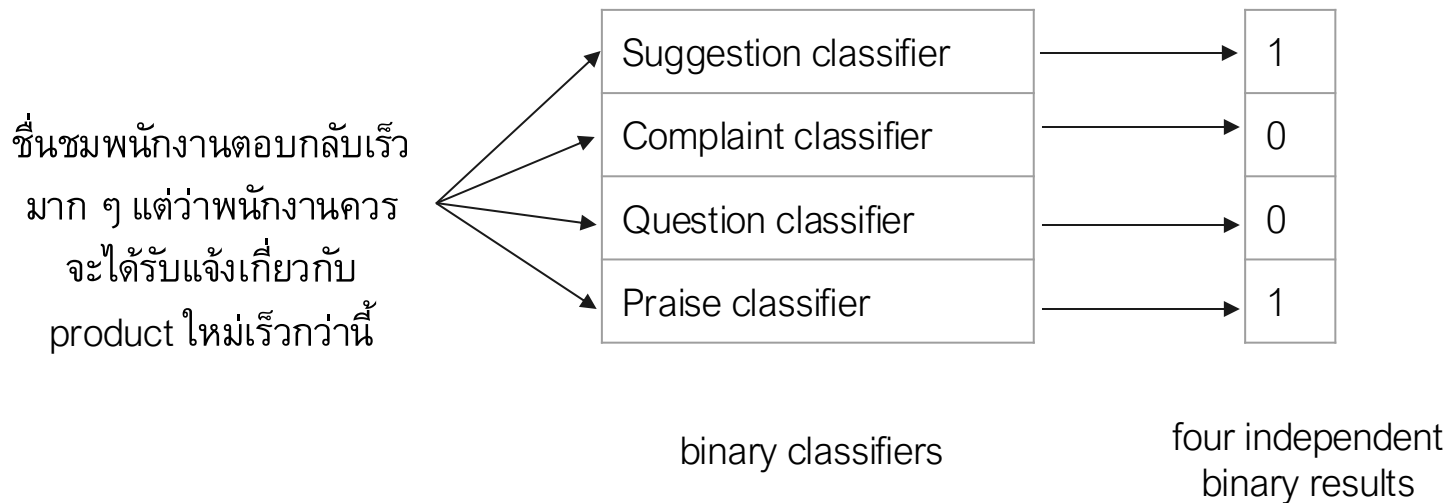 ชื่นชมพนักงานตอบกลับเร็ว
มาก ๆ แต่ว่าพนักงานควร
จะได้รับแจ้งเกี่ยวกับ
product ใหม่เร็วกว่านี้
Suggestion classifier
1
Complaint classifier
0
Question classifier
0
Praise classifier
1
binary classifiers
four independent
binary results